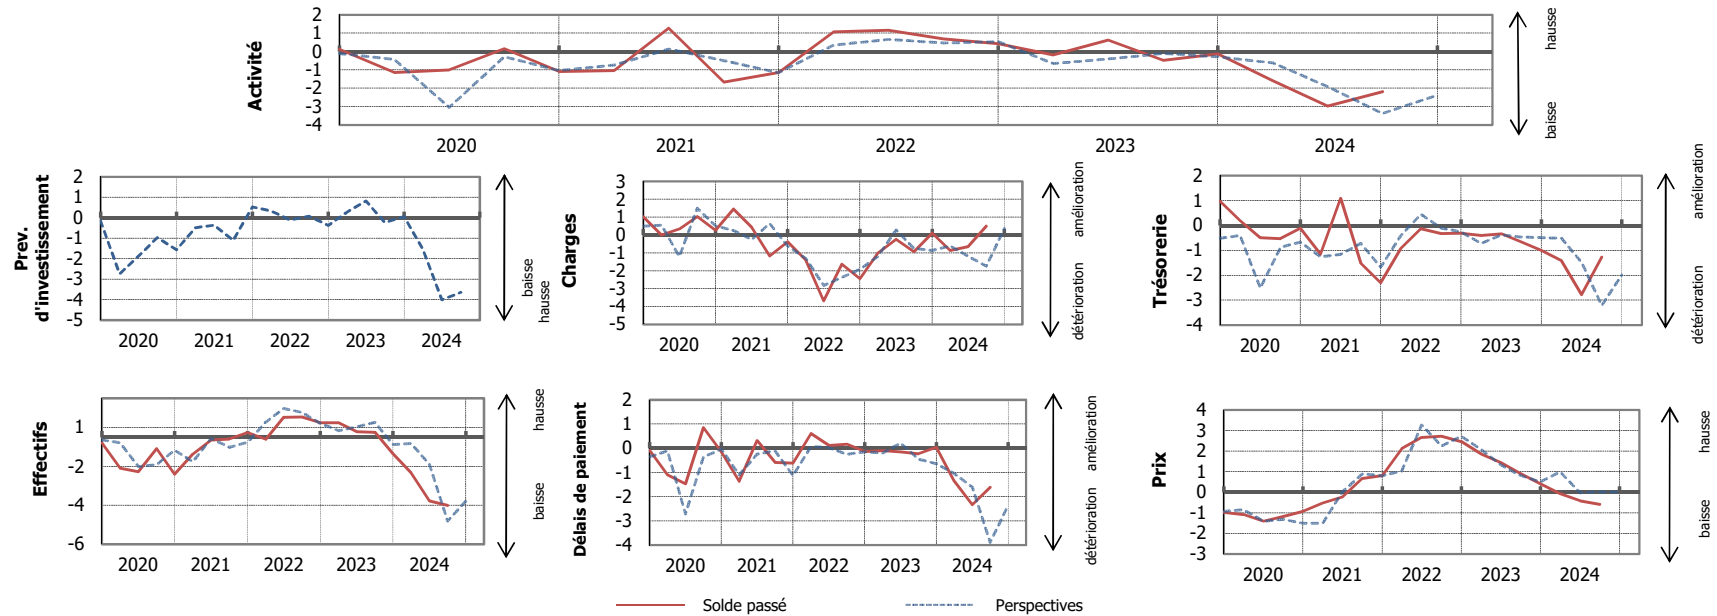 Activité
2
1
0
-1
-2
-3
-4
2020 2021 2022 2023 2024
hausse
baisse
Prev.
d'investissement
2
1
0
-1
-2
-3
-4
-5
2020 2021 2022 2023 2024
baisse
hausse
Charges
3
2
1
0
-1
-2
-3
-4
-5
2020 2021 2022 2023 2024
amélioration
détérioration
Trésorerie
2
1
0
-1
-2
-3
-4
2020 2021 2022 2023 2024
amélioration
détérioration
Effectifs
1
-2
-4
-6
2020 2021 2022 2023 2024
hausse
baisse
Délais de paiement
2
1
0
-1
-2
-3
-4
2020 2021 2022 2023 2024
amélioration
détérioration
Prix
4
3
2
1
0
-1
-2
-3
2020 2021 2022 2023 2024
hausse
baisse
Solde passé Perspectives